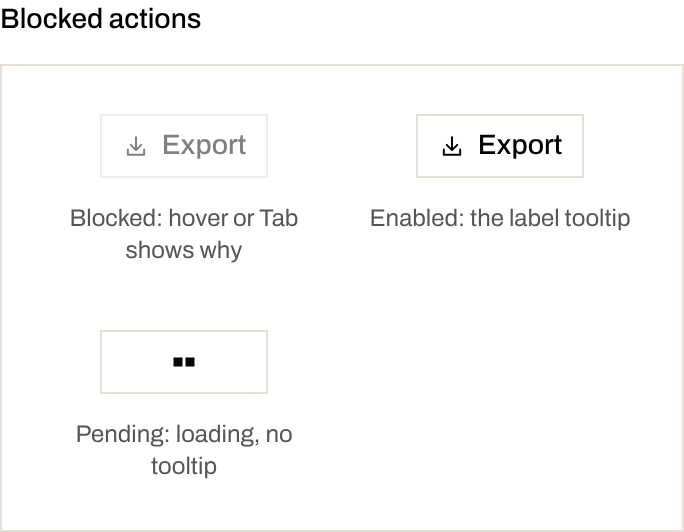 Blocked actions
Export
Export
Blocked: hover or Tab
shows why
Enabled: the label tooltip
Pending: loading, no
tooltip